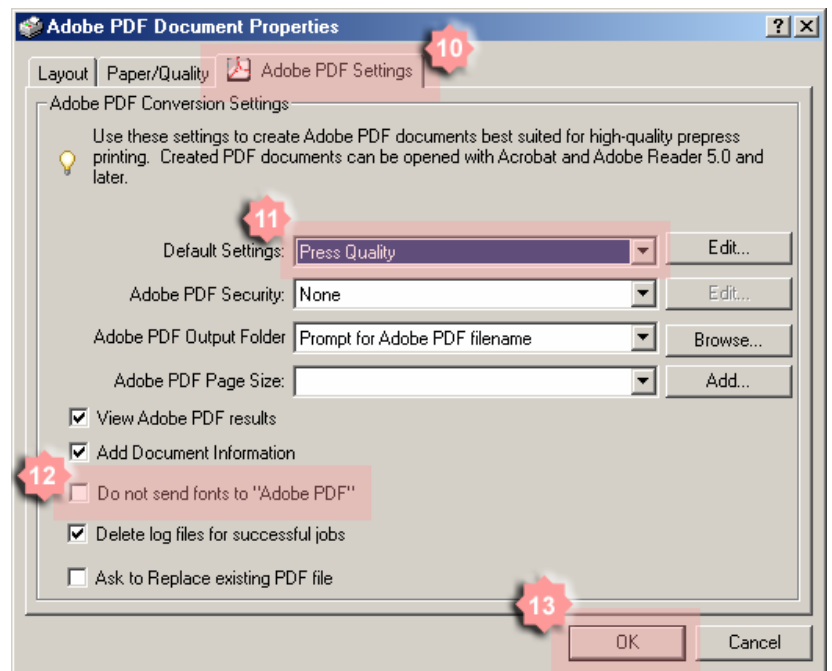 Adobe PDF Document Properties
10
Layout Paper/Quality Adobe PDF Settings
Adobe PDF Conversion Settings
Use these settings to create Adobe PDF documents best suited for high-quality prepress
printing. Created PDF documents can be opened with Acrobat and Adobe Reader 5.0 and
later.
11
Default Settings: Press Quality Edit...
Adobe PDF Security: None Edit...
Adobe PDF Output Folder Prompt for Adobe PDF filename Browse...
Adobe PDF Page Size: Add...
View Adobe PDF results
Add Document Information
12
Do not send fonts to "Adobe PDF"
Delete log files for successful jobs
Ask to Replace existing PDF file
13
OK Cancel